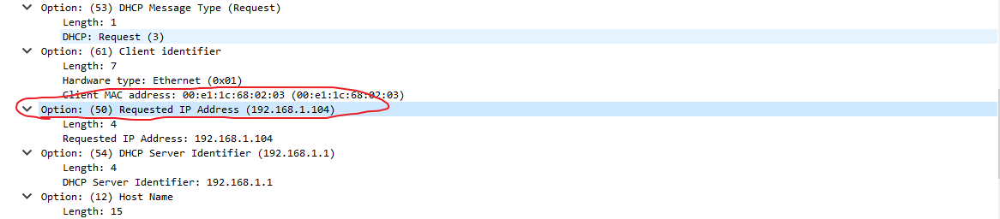 Option: (53) DHCP Message Type (Request)
Length: 1
DHCP: Request (3)
Option: (61) Client identifier
Length: 7
Hardware type: Ethernet (0x01)
Client MAC address: 00:e1:1c:68:02:03 (00:e1:1c:68:02:03)
Option: (50) Requested IP Address (192.168.1.104)
Length: 4
Requested IP Address: 192.168.1.104
Option: (54) DHCP Server Identifier (192.168.1.1)
Length: 4
DHCP Server Identifier: 192.168.1.1
Option: (12) Host Name
Length: 15